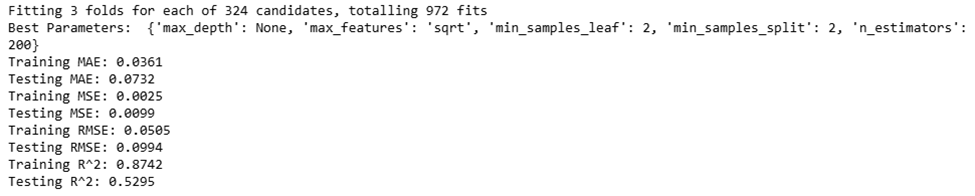 Fitting 3 folds for each of 324 candidates, totalling 972 fits
Best Parameters:  {'max_depth': None, 'max_features': 'sqrt', 'min_samples_leaf': 2, 'min_samples_split': 2, 'n_estimators':
200}
Training MAE: 0.0361
Testing MAE: 0.0732
Training MSE: 0.0025
Testing MSE: 0.0099
Training RMSE: 0.0505
Testing RMSE: 0.0994
Training R^2: 0.8742
Testing R^2: 0.5295